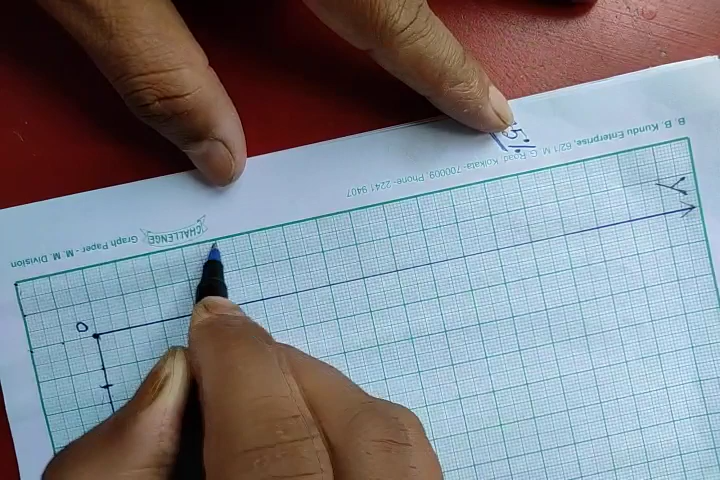 B. B. Kundu Enterprise, 62/1 M. G. Road, Kolkata-700009, Phone-2241 9407
CHALLENGE Graph Paper - M. M. Division
Y
O